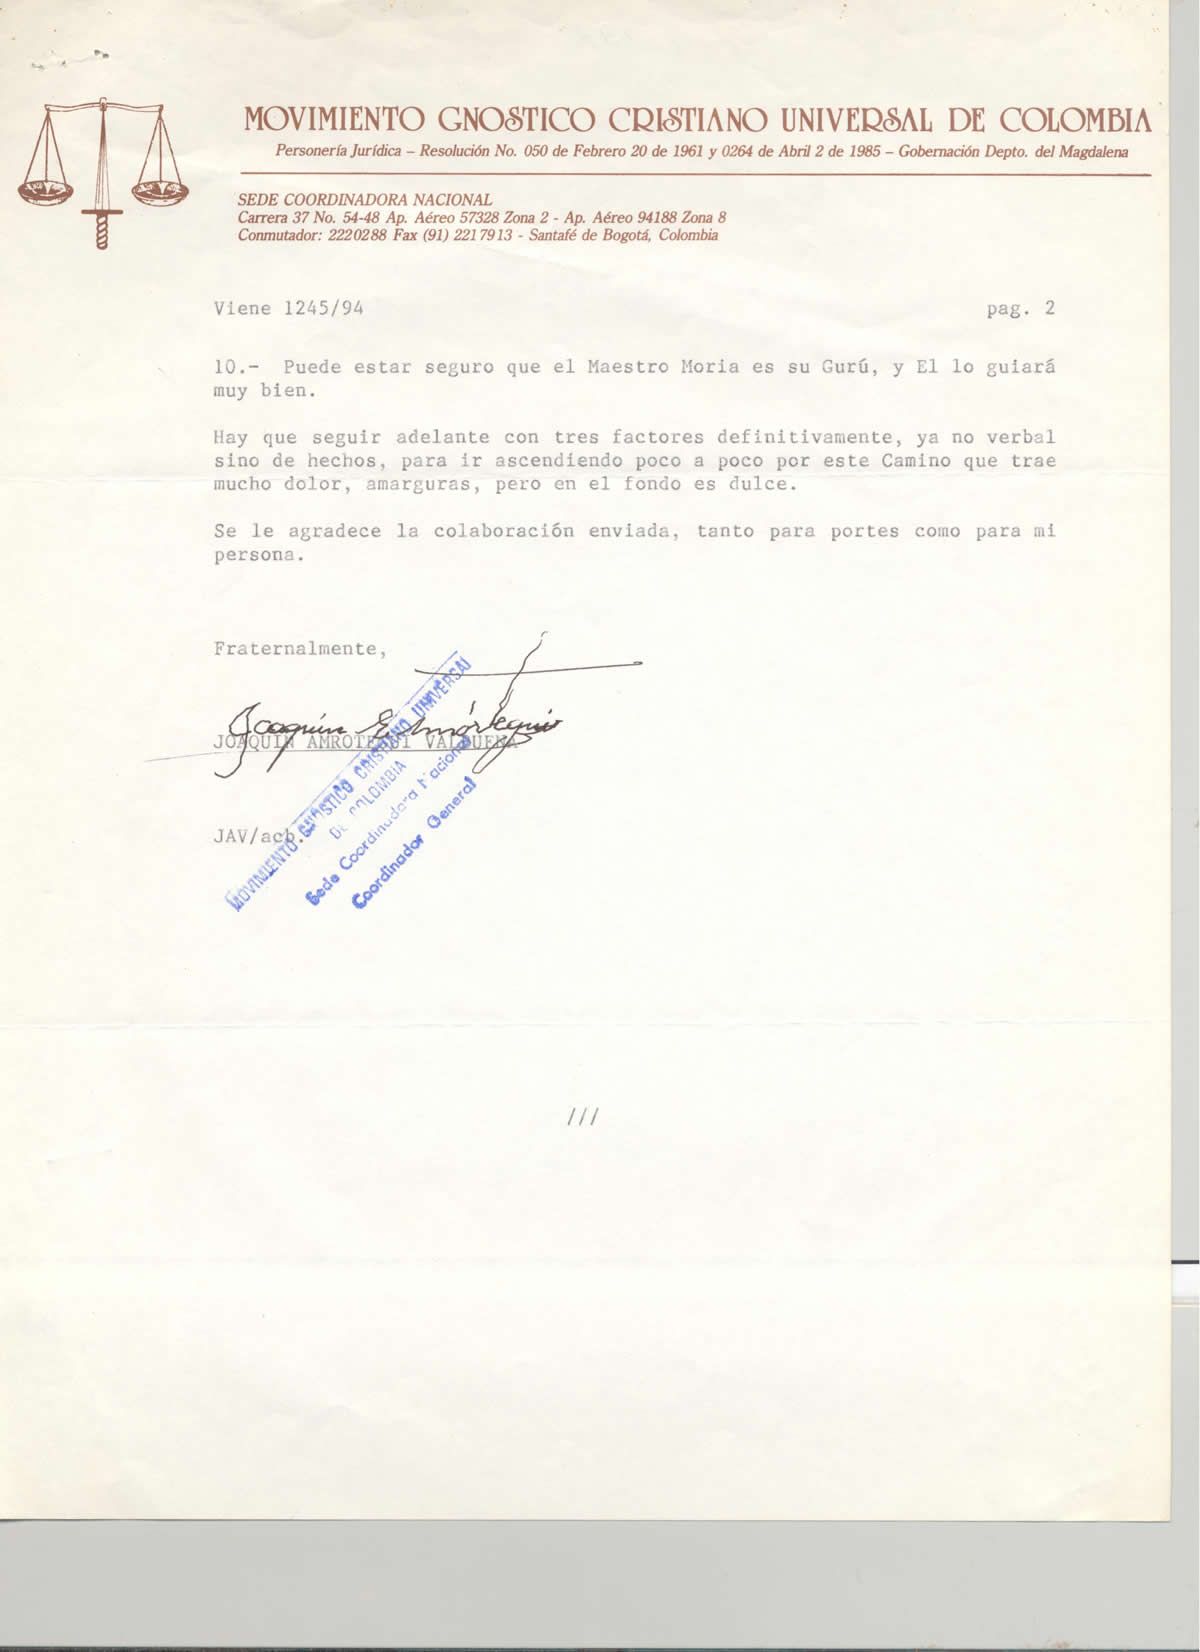 MOVIMIENTO GNOSTICO CRISTIANO UNIVERSAL DE COLOMBIA
Personería Jurídica – Resolución No. 050 de Febrero 20 de 1961 y 0264 de Abril 2 de 1985 – Gobernación Depto. del Magdalena
SEDE COORDINADORA NACIONAL
Carrera 37 No. 54-48 Ap. Aéreo 57328 Zona 2 - Ap. Aéreo 94188 Zona 8
Conmutador: 2220288 Fax (91) 2217913 - Santafé de Bogotá, Colombia
Viene 1245/94 pag. 2
10.- Puede estar seguro que el Maestro Moria es su Gurú, y El lo guiará
muy bien.
Hay que seguir adelante con tres factores definitivamente, ya no verbal
sino de hechos, para ir ascendiendo poco a poco por este Camino que trae
mucho dolor, amarguras, pero en el fondo es dulce.
Se le agradece la colaboración enviada, tanto para portes como para mi
persona.
Fraternalmente,
Joaquín
JOAQUIN AMROTEGUI VALBUENA
MOVIMIENTO GNOSTICO CRISTIANO UNIVERSAL
DE COLOMBIA
Sede Coordinadora Nacional
Coordinador General
JAV/acb.
///